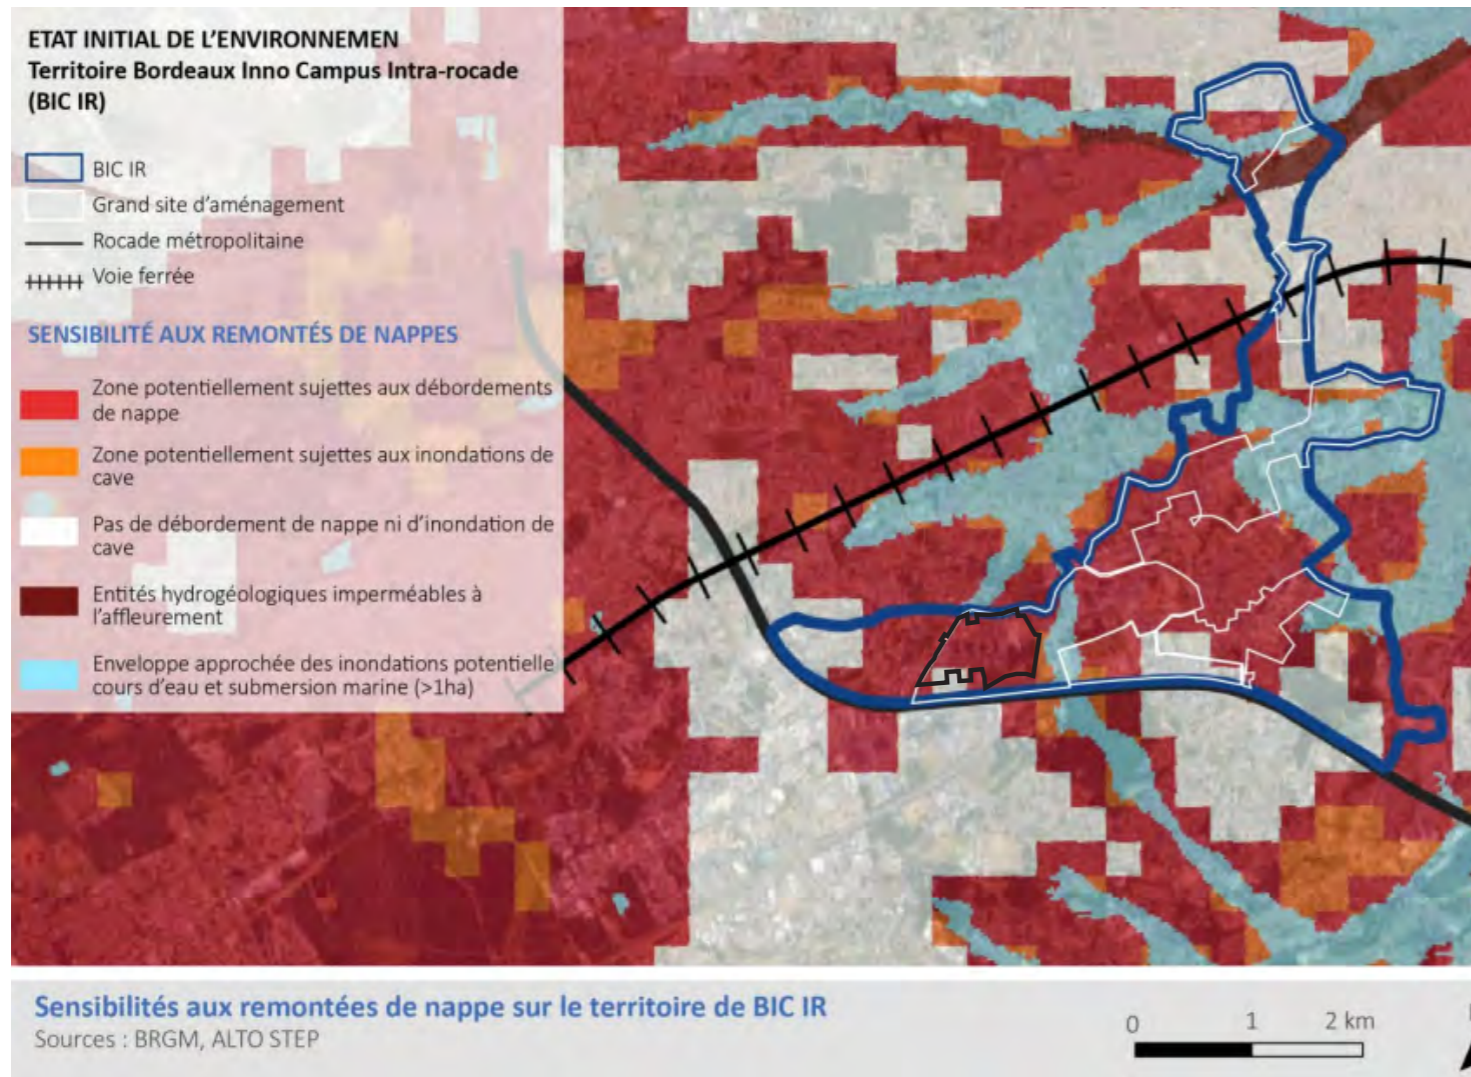 ETAT INITIAL DE L'ENVIRONNEMEN
Territoire Bordeaux Inno Campus Intra-rocade
(BIC IR)
BIC IR
Grand site d'aménagement
Rocade métropolitaine
Voie ferrée
SENSIBILITÉ AUX REMONTÉS DE NAPPES
Zone potentiellement sujettes aux débordements
de nappe
Zone potentiellement sujettes aux inondations de
cave
Pas de débordement de nappe ni d'inondation de
cave
Entités hydrogéologiques imperméables à
l'affleurement
Enveloppe approchée des inondations potentielle
cours d'eau et submersion marine (>1ha)
Sensibilités aux remontées de nappe sur le territoire de BIC IR
Sources : BRGM, ALTO STEP
0 1 2 km